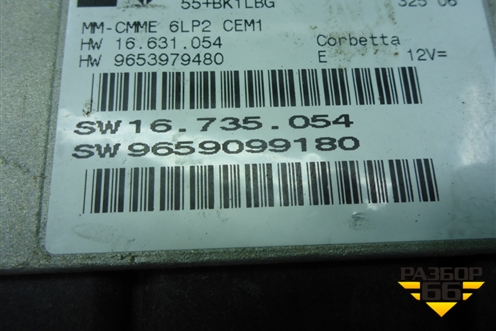 55+BK1LBG 325 06
MM-CMME 6LP2 CEM1
HW 16.631.054 Corbetta
HW 9653979480 E 12V=
SW16.735.054
SW9659099180
РАЗБОР
66